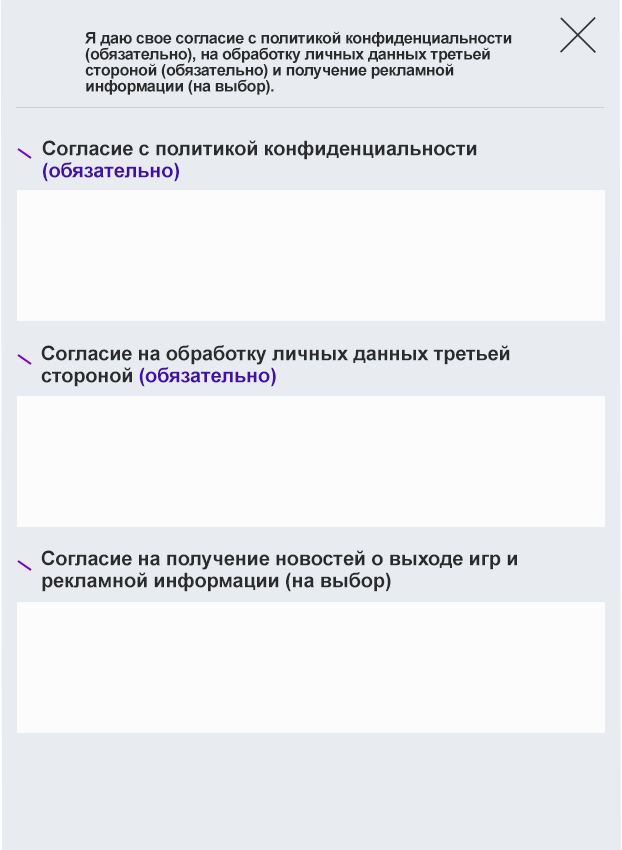 Я даю свое согласие с политикой конфиденциальности
(обязательно), на обработку личных данных третьей
стороной (обязательно) и получение рекламной
информации (на выбор).
Согласие с политикой конфиденциальности
(обязательно)
Согласие на обработку личных данных третьей
стороной (обязательно)
Согласие на получение новостей о выходе игр и
рекламной информации (на выбор)